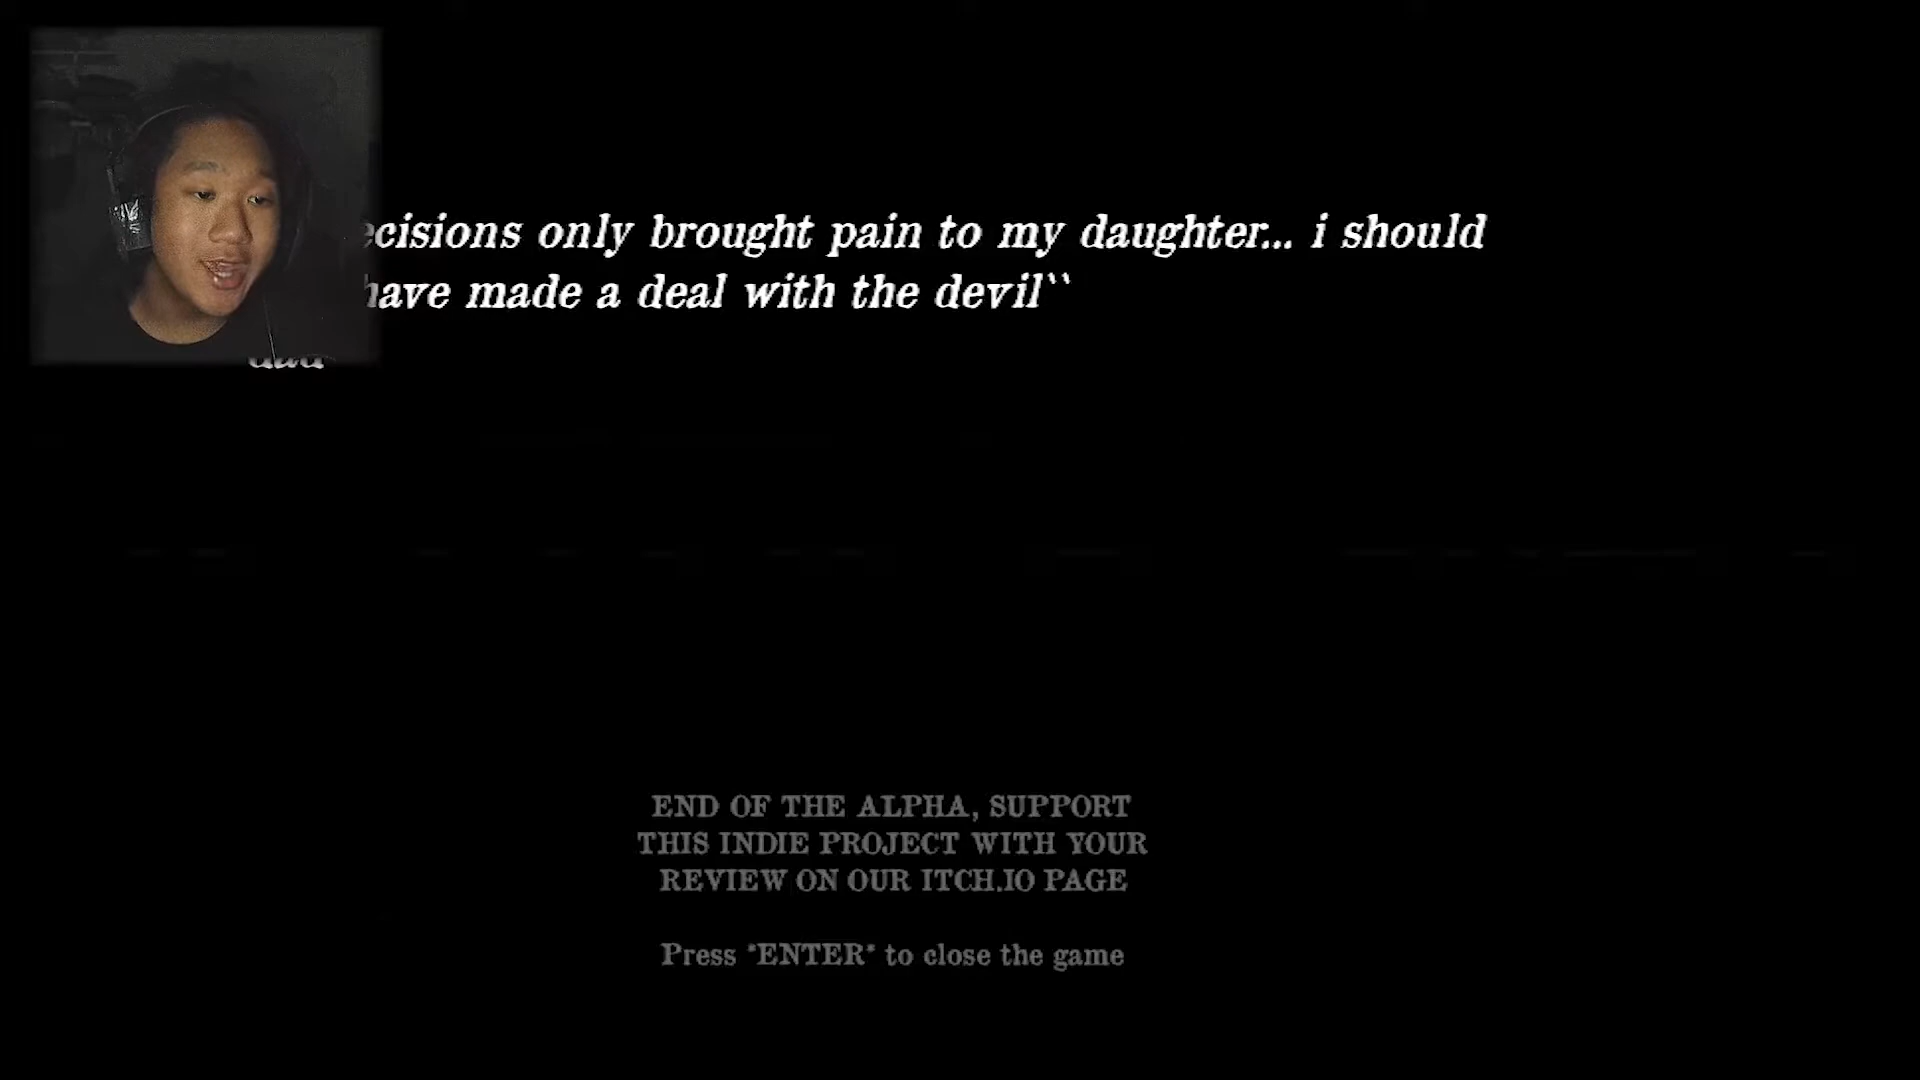 ecisions only brought pain to my daughter... i should
have made a deal with the devil``
dad
END OF THE ALPHA, SUPPORT
THIS INDIE PROJECT WITH YOUR
REVIEW ON OUR ITCH.IO PAGE
Press *ENTER* to close the game